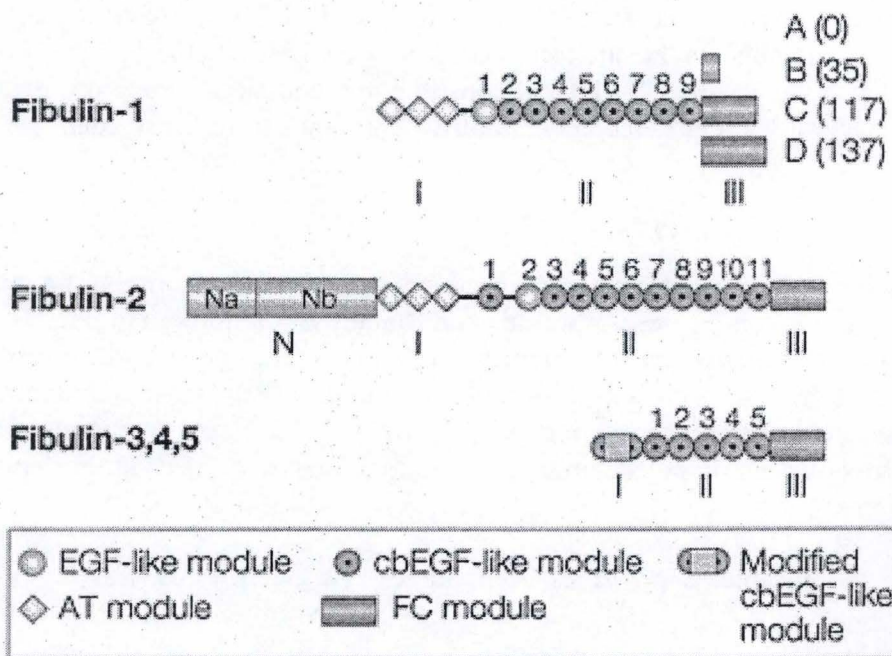 A (0)
B (35)
1 2 3 4 5 6 7 8 9
Fibulin-1
C (117)
D (137)
I II III
1 2 3 4 5 6 7 8 9 10 11
Fibulin-2
Na Nb
N I II III
1 2 3 4 5
Fibulin-3,4,5
I II III
EGF-like module
cbEGF-like module
Modified
cbEGF-like
module
AT module
FC module